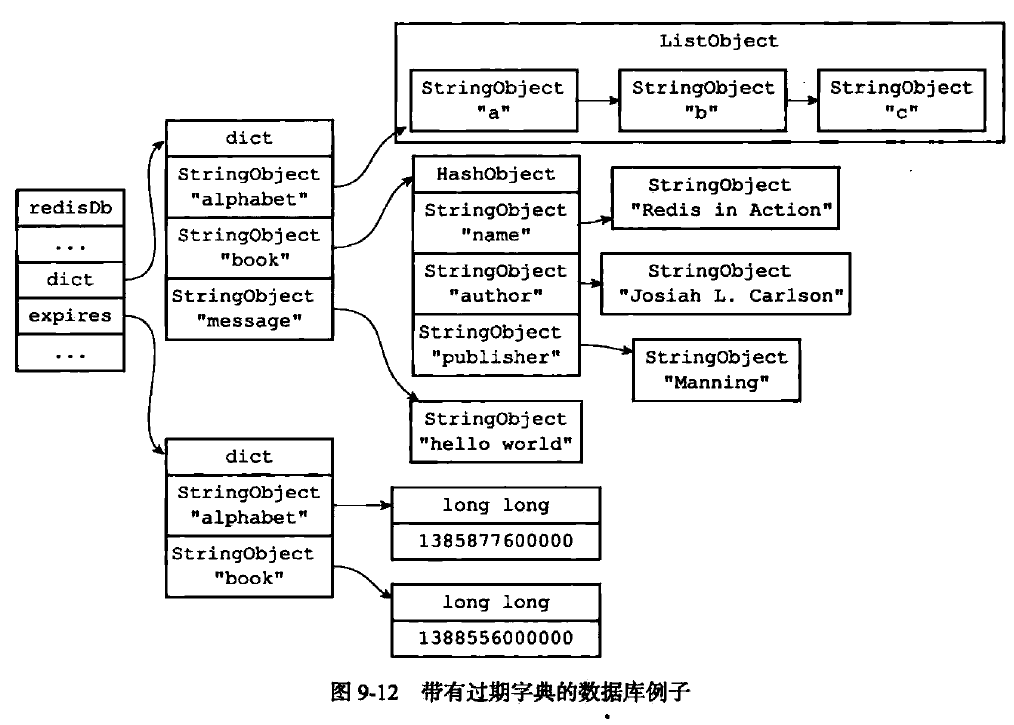 ListObject
StringObject
"a"
StringObject
"b"
StringObject
"c"
redisDb
...
dict
expires
...
dict
StringObject
"alphabet"
StringObject
"book"
StringObject
"message"
HashObject
StringObject
"name"
StringObject
"author"
StringObject
"publisher"
StringObject
"Redis in Action"
StringObject
"Josiah L. Carlson"
StringObject
"Manning"
StringObject
"hello world"
dict
StringObject
"alphabet"
StringObject
"book"
long long
1385877600000
long long
1388556000000
图 9-12 带有过期字典的数据库例子